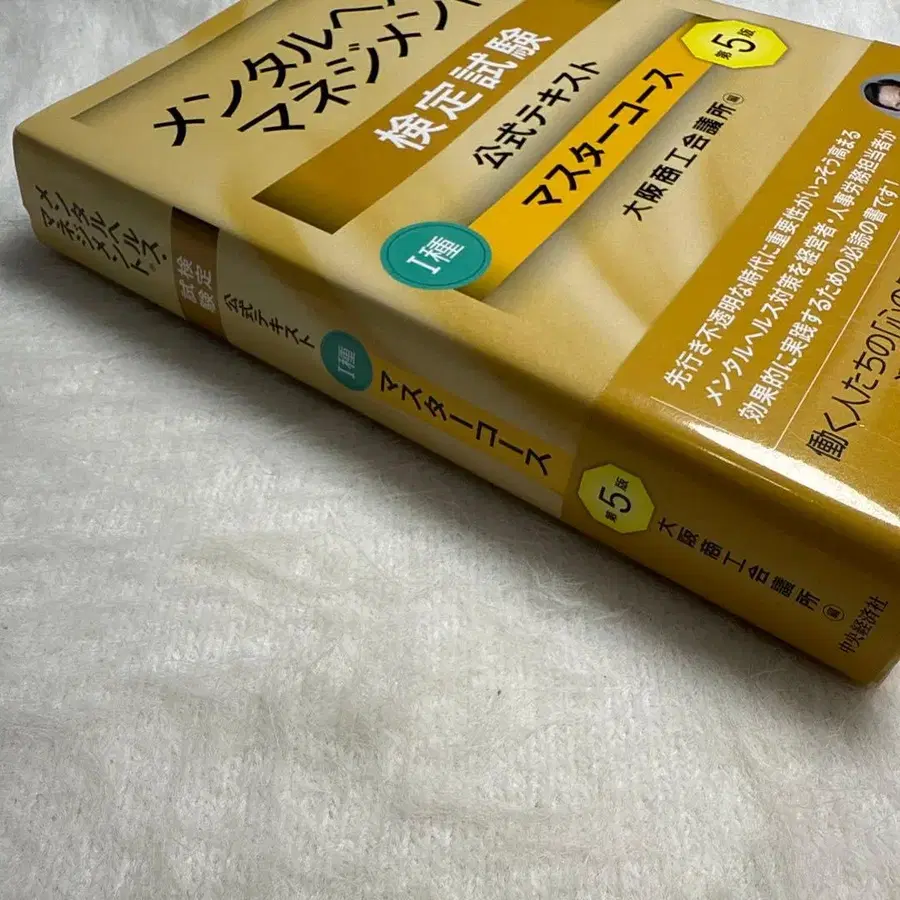 メンタルヘル
マネジメント
検定試験
公式テキスト
第5版
Ⅰ種
マスターコース
大阪商工会議所 編
先行き不透明な時代に重要性がいっそう高まる
メンタルヘルス対策を経営者・人事労務担当者が
効果的に実践するための必読の書です!
働く人たちの「心の
メンタルヘルス・
マネジメント®
検定
試験
公式テキスト
Ⅰ種
マスターコース
第5版
大阪商工会議所 編
中央経済社